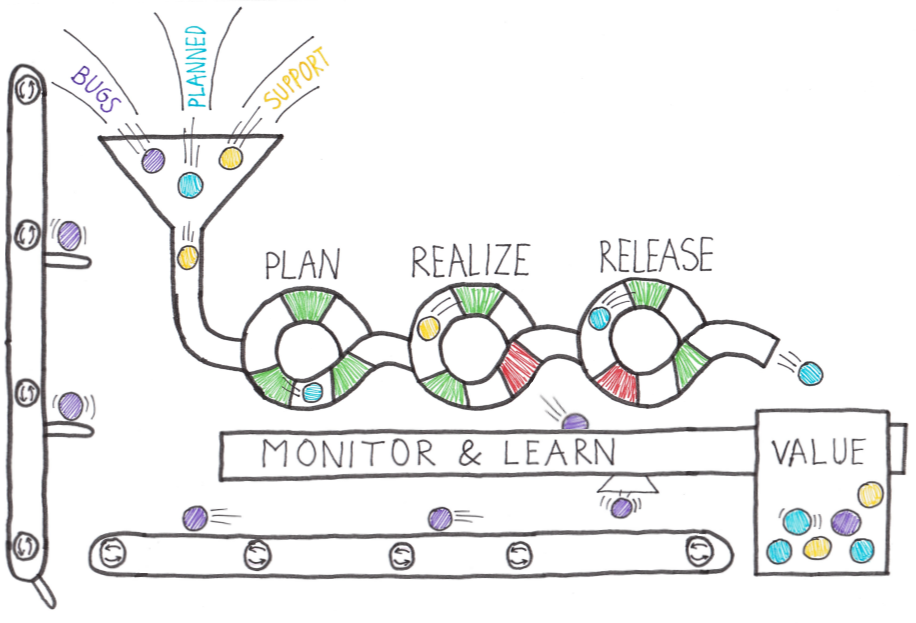 BUGS
PLANNED
SUPPORT
PLAN
REALIZE
RELEASE
MONITOR & LEARN
VALUE